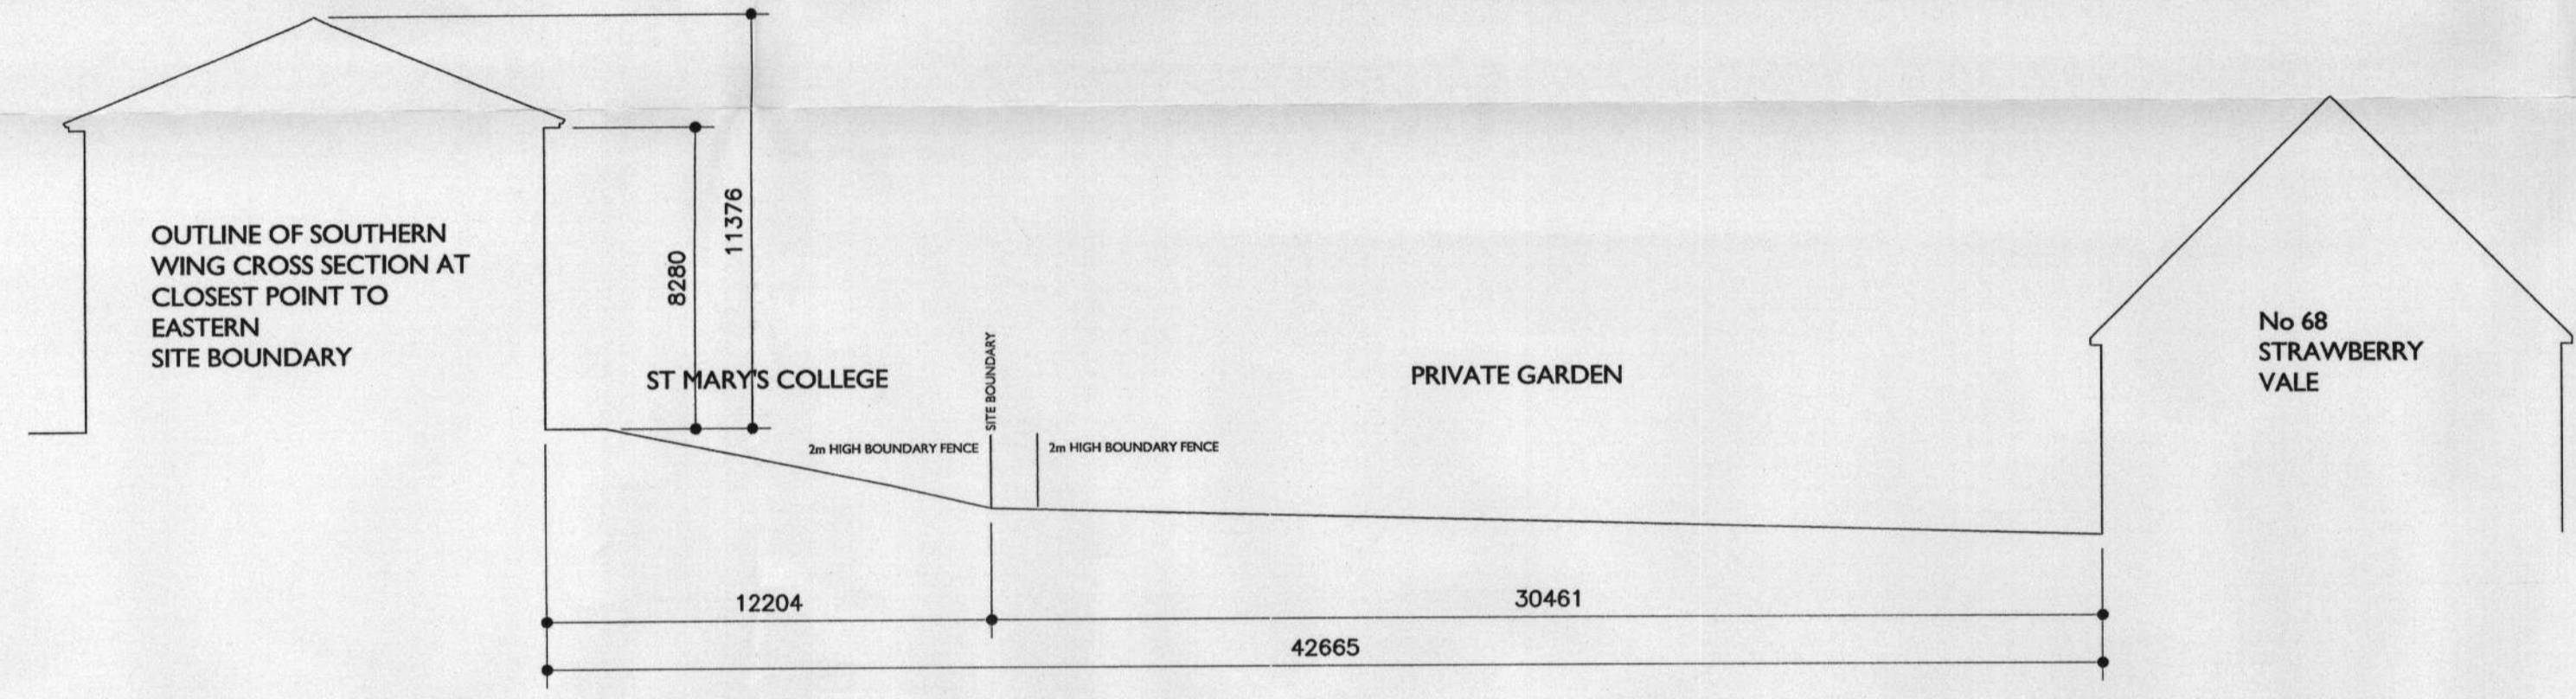 OUTLINE OF SOUTHERN
WING CROSS SECTION AT
CLOSEST POINT TO
EASTERN
SITE BOUNDARY
8280
11376
ST MARY'S COLLEGE
2m HIGH BOUNDARY FENCE
SITE BOUNDARY
2m HIGH BOUNDARY FENCE
PRIVATE GARDEN
No 68
STRAWBERRY
VALE
12204
30461
42665